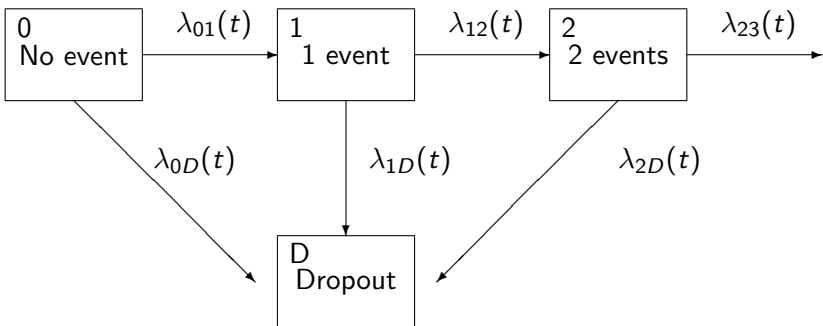 0
No event
λ01(t)
1
1 event
λ12(t)
2
2 events
λ23(t)
λ0D(t)
λ1D(t)
λ2D(t)
D
Dropout